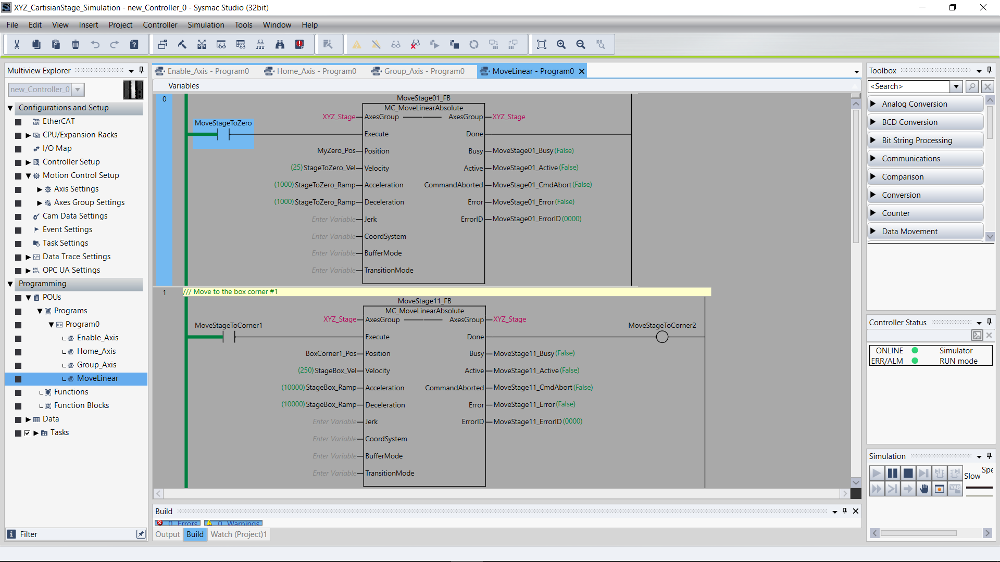 XYZ_CartisianStage_Simulation - new_Controller_0 - Sysmac Studio (32bit)
File Edit View Insert Project Controller Simulation Tools Window Help
Multiview Explorer
new_Controller_0
Configurations and Setup
EtherCAT
CPU/Expansion Racks
I/O Map
Controller Setup
Motion Control Setup
Axis Settings
Axes Group Settings
Cam Data Settings
Event Settings
Task Settings
Data Trace Settings
OPC UA Settings
Programming
POUs
Programs
Program0
Enable_Axis
Home_Axis
Group_Axis
MoveLinear
Functions
Function Blocks
Data
Tasks
Filter
Enable_Axis - Program0 Home_Axis - Program0 Group_Axis - Program0 MoveLinear - Program0
Variables
0
MoveStage01_FB
MC_MoveLinearAbsolute
XYZ_Stage AxesGroup AxesGroup XYZ_Stage
MoveStageToZero
Execute Done
MyZero_Pos Position Busy MoveStage01_Busy (False)
(25) StageToZero_Vel Velocity Active MoveStage01_Active (False)
(1000) StageToZero_Ramp Acceleration CommandAborted MoveStage01_CmdAbort (False)
(1000) StageToZero_Ramp Deceleration Error MoveStage01_Error (False)
Enter Variable Jerk ErrorID MoveStage01_ErrorID (0000)
Enter Variable CoordSystem
Enter Variable BufferMode
Enter Variable TransitionMode
1 /// Move to the box corner #1
MoveStage11_FB
MC_MoveLinearAbsolute
XYZ_Stage AxesGroup AxesGroup XYZ_Stage
MoveStageToCorner1 MoveStageToCorner2
Execute Done
BoxCorner1_Pos Position Busy MoveStage11_Busy (False)
(250) StageBox_Vel Velocity Active MoveStage11_Active (False)
(10000) StageBox_Ramp Acceleration CommandAborted MoveStage11_CmdAbort (False)
(10000) StageBox_Ramp Deceleration Error MoveStage11_Error (False)
Enter Variable Jerk ErrorID MoveStage11_ErrorID (0000)
Enter Variable CoordSystem
Enter Variable BufferMode
Enter Variable TransitionMode
Build
0 Errors 0 Warnings
Output Build Watch (Project)1
Toolbox
<Search>
Analog Conversion
BCD Conversion
Bit String Processing
Communications
Comparison
Conversion
Counter
Data Movement
Controller Status
ONLINE Simulator
ERR/ALM RUN mode
Simulation
Spe
Slow